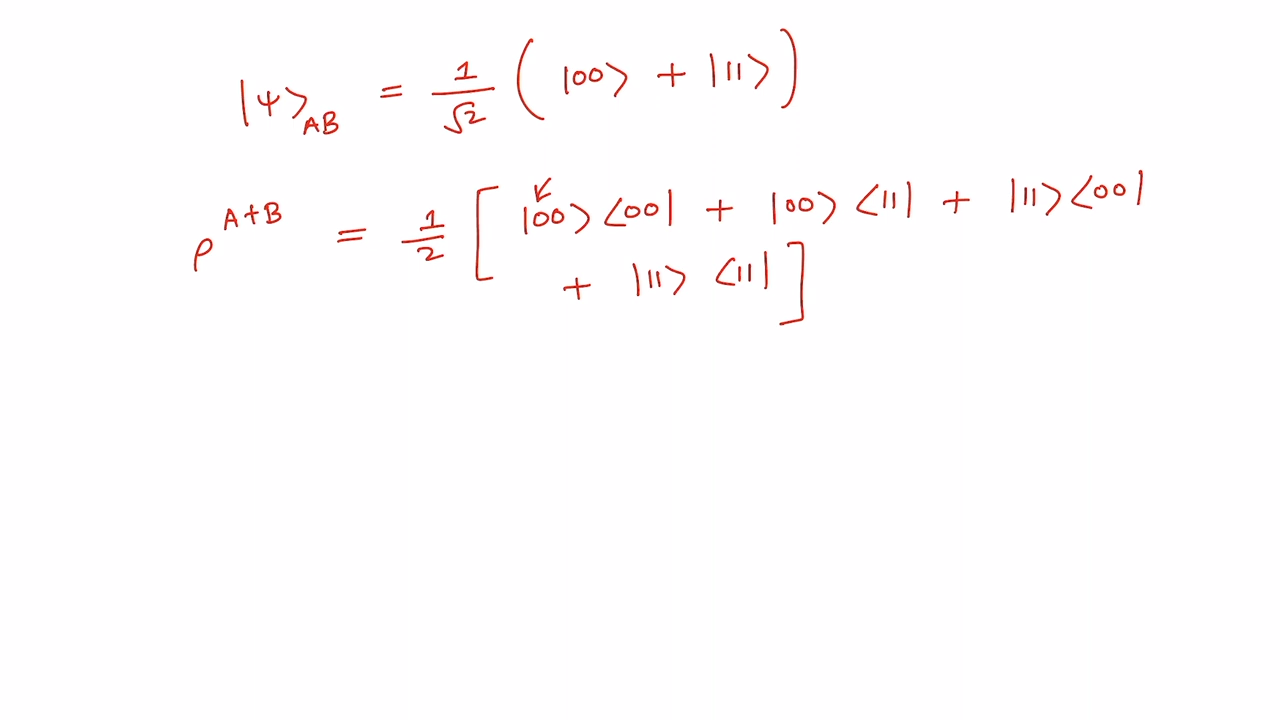 |ψ⟩_AB = 1/√2 ( |00⟩ + |11⟩ )
ρ^A+B = 1/2 [ |00⟩⟨00| + |00⟩⟨11| + |11⟩⟨00|
+ |11⟩⟨11| ]